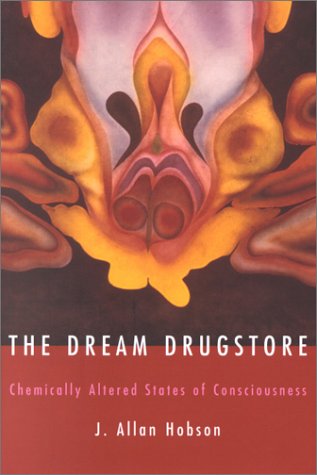 THE DREAM DRUGSTORE
Chemically Altered States of Consciousness
J. Allan Hobson